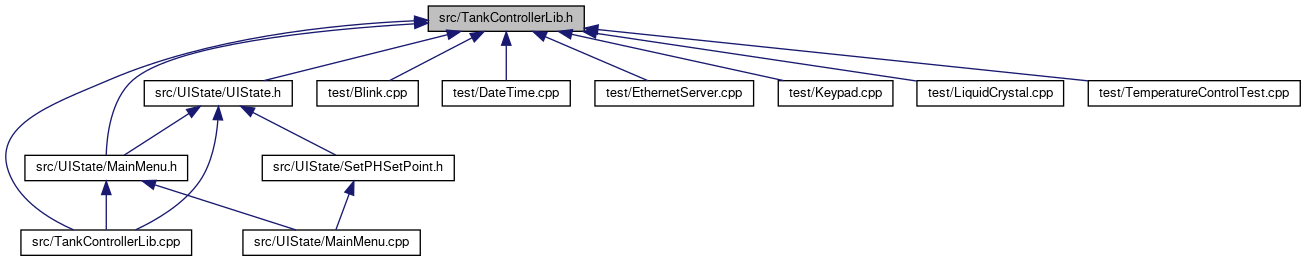 src/TankControllerLib.h
src/UIState/UIState.h
test/Blink.cpp
test/DateTime.cpp
test/EthernetServer.cpp
test/Keypad.cpp
test/LiquidCrystal.cpp
test/TemperatureControlTest.cpp
src/UIState/MainMenu.h
src/UIState/SetPHSetPoint.h
src/TankControllerLib.cpp
src/UIState/MainMenu.cpp